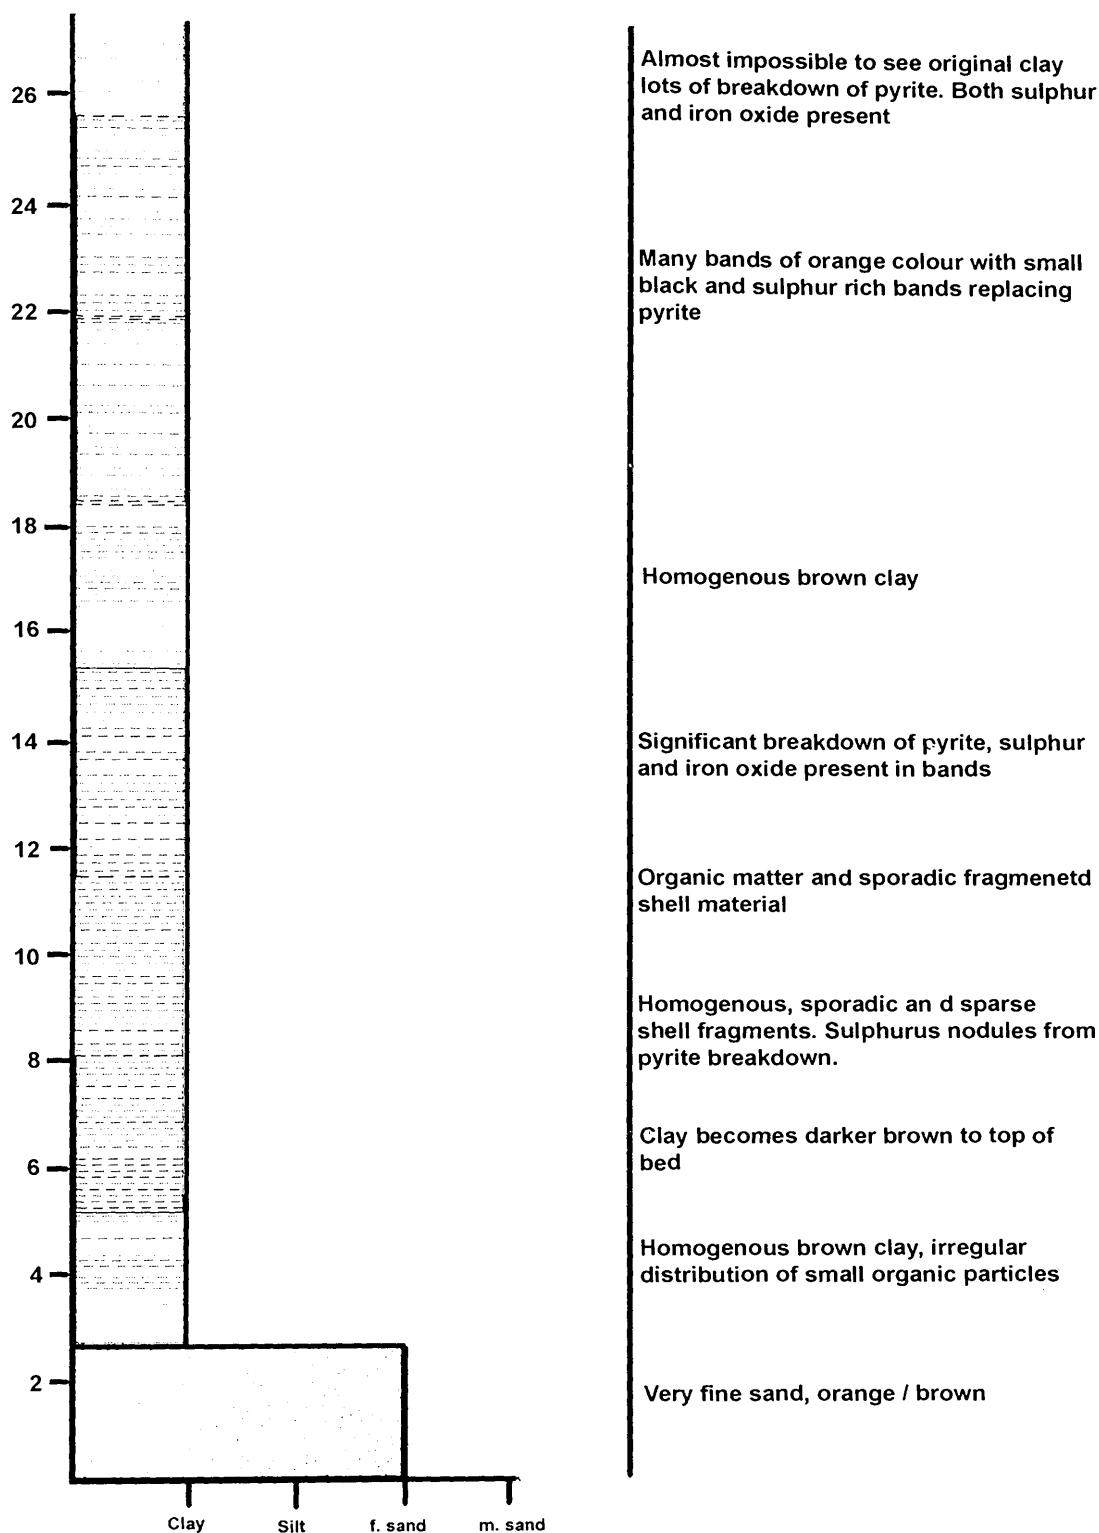 Almost impossible to see original clay
26
lots of breakdown of pyrite. Both sulphur
and iron oxide present
24
Many bands of orange colour with small
black and sulphur rich bands replacing
22
pyrite
20
18
Homogenous brown clay
16
14
Significant breakdown of pyrite, sulphur
and iron oxide present in bands
12
Organic matter and sporadic fragmenetd
shell material
10
Homogenous, sporadic an d sparse
shell fragments. Sulphurus nodules from
8
pyrite breakdown.
Clay becomes darker brown to top of
6
bed
Homogenous brown clay, irregular
4
distribution of small organic particles
2
Very fine sand, orange / brown
Clay Silt f. sand m. sand